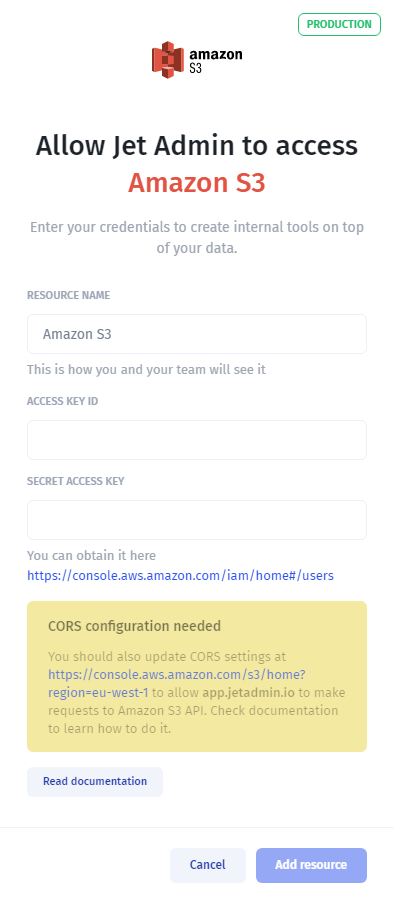 PRODUCTION
amazon
S3
Allow Jet Admin to access
Amazon S3
Enter your credentials to create internal tools on top
of your data.
RESOURCE NAME
Amazon S3
This is how you and your team will see it
ACCESS KEY ID
SECRET ACCESS KEY
You can obtain it here
https://console.aws.amazon.com/iam/home#/users
CORS configuration needed
You should also update CORS settings at
https://console.aws.amazon.com/s3/home?
region=eu-west-1 to allow app.jetadmin.io to make
requests to Amazon S3 API. Check documentation
to learn how to do it.
Read documentation
Cancel
Add resource